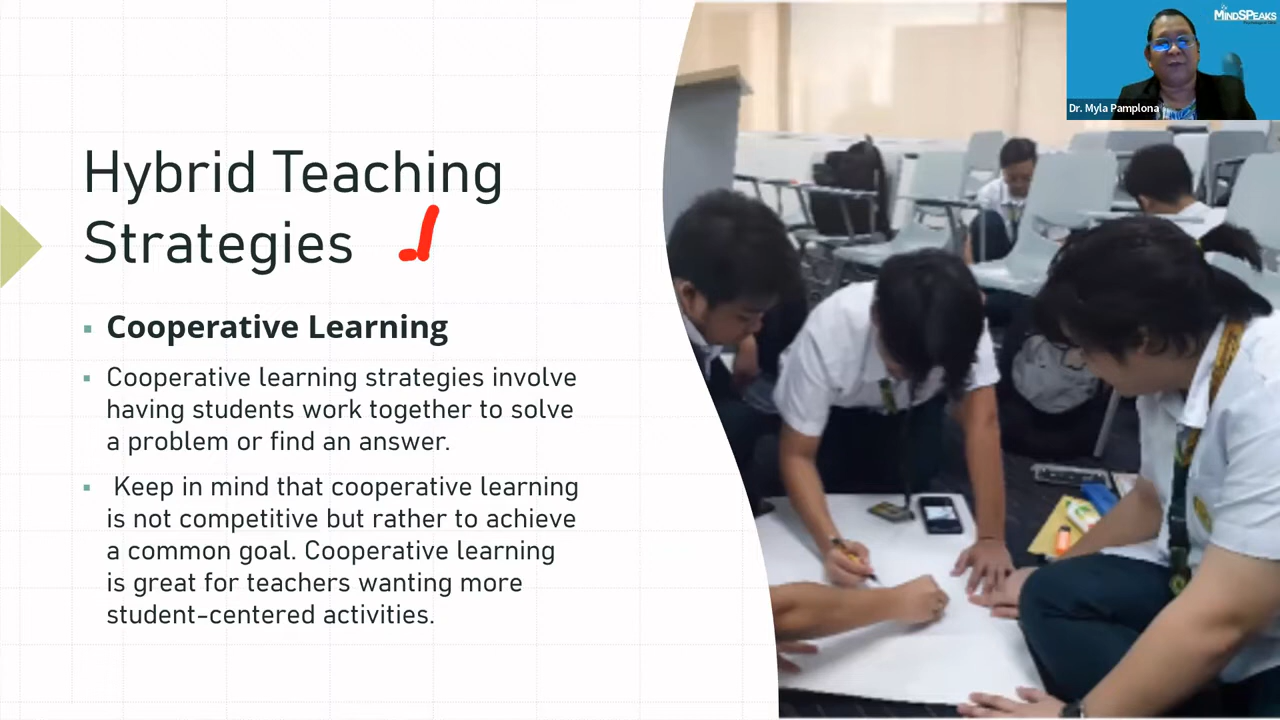 MINDSPEAKS
Dr. Myla Pamplona
Hybrid Teaching
Strategies
Cooperative Learning
Cooperative learning strategies involve
having students work together to solve
a problem or find an answer.
Keep in mind that cooperative learning
is not competitive but rather to achieve
a common goal. Cooperative learning
is great for teachers wanting more
student-centered activities.